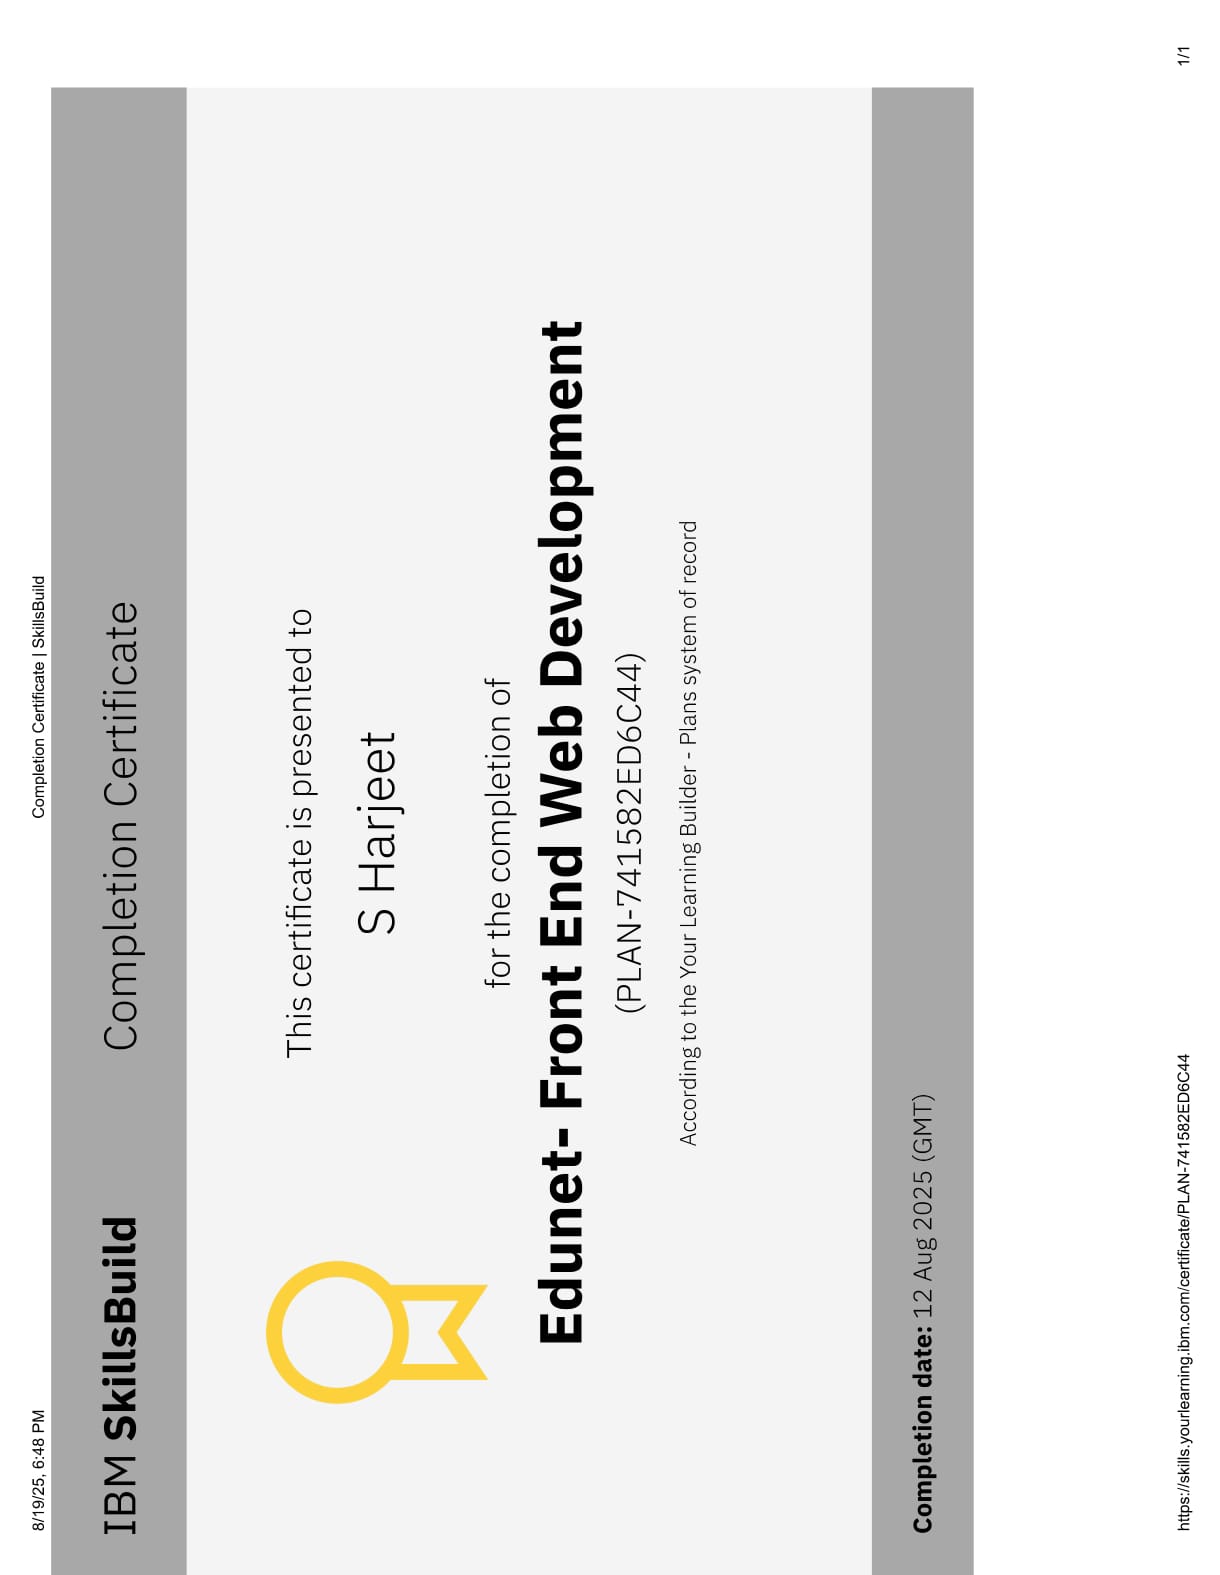 8/19/25, 6:48 PM
Completion Certificate | SkillsBuild
IBM SkillsBuild
Completion Certificate
This certificate is presented to
S Harjeet
for the completion of
Edunet- Front End Web Development
(PLAN-741582ED6C44)
According to the Your Learning Builder - Plans system of record
Completion date: 12 Aug 2025 (GMT)
https://skills.yourlearning.ibm.com/certificate/PLAN-741582ED6C44
1/1